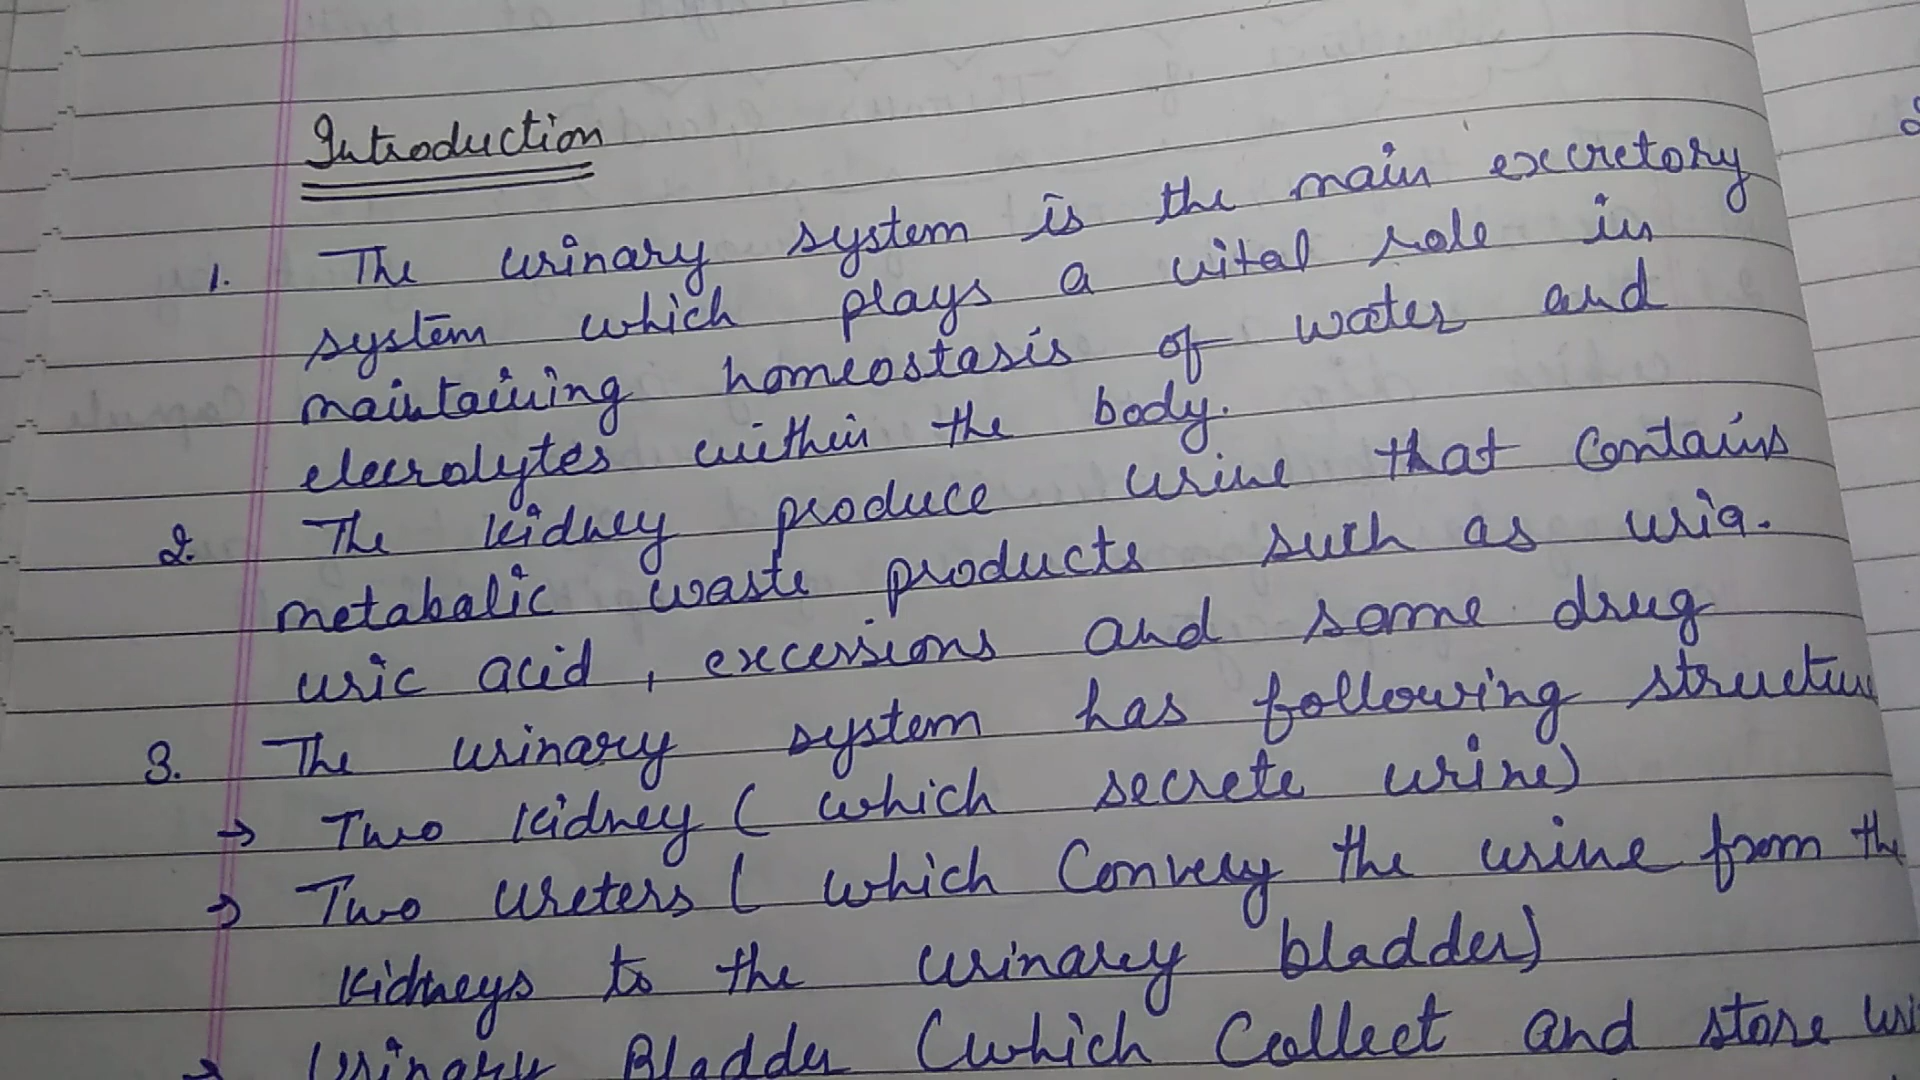 Introduction
1. The urinary system is the main excretory
system which plays a vital role in
maintaining homeostasis of water and
elecrolytes within the body.
2. The kidney produce urine that contains
metabalic waste products such as uria.
uric acid, excersions and some drug
3. The urinary system has following structu
→ Two kidney ( which secrete urine)
→ Two Ureters ( which Convey the urine from the
kidneys to the urinary bladder)
→ Urinary Bladder (which Collect and store